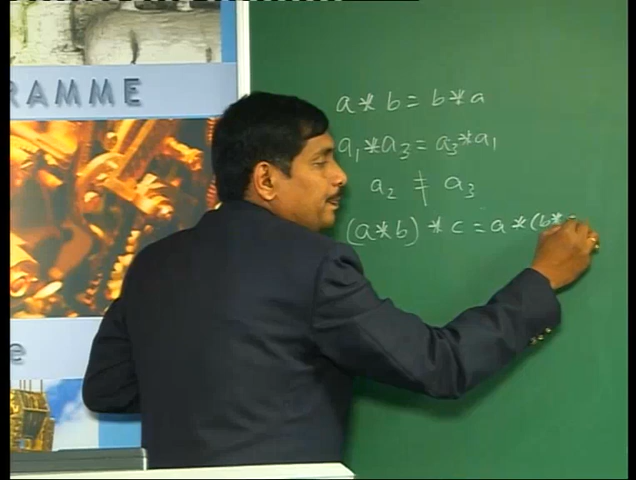 RAMME
a * b = b * a
a₁ * a₃ = a₃ * a₁
a₂ ≠ a₃
(a * b) * c = a * (b *
e